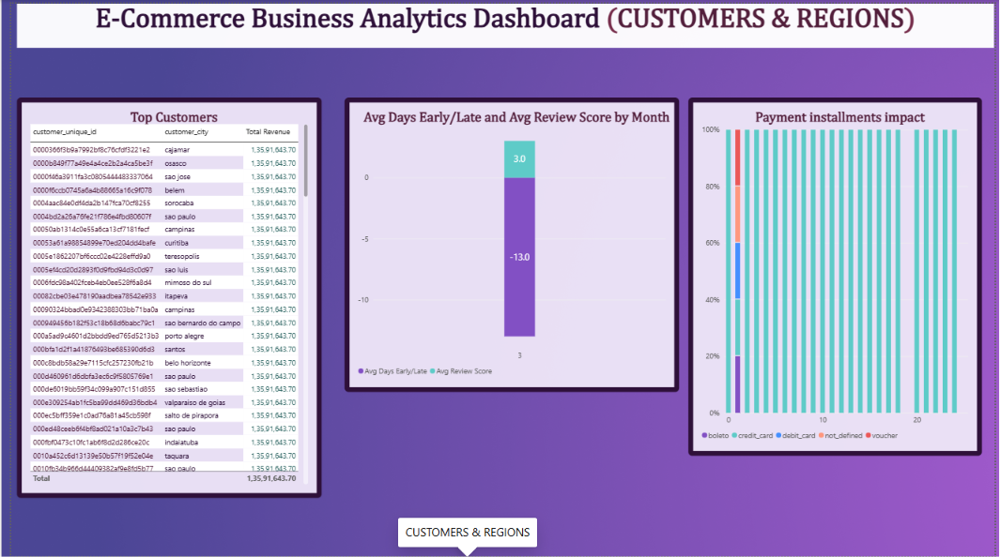 E-Commerce Business Analytics Dashboard (CUSTOMERS & REGIONS)
Top Customers
customer_unique_id customer_city Total Revenue
0000366f3b9a7992bf8c76cfdf3221e2 cajamar 1,35,91,643.70
0000b849f77a49e4a4ce2b2a4ca5be3f osasco 1,35,91,643.70
0000f46a3911fa3c0805444483337064 sao jose 1,35,91,643.70
0000f6ccb0745a6a4b88665a16c9f078 belem 1,35,91,643.70
0004aac84e0df4da2b147fca70cf8255 sorocaba 1,35,91,643.70
0004bd2a26a76fe21f786e4fbd80607f sao paulo 1,35,91,643.70
00050ab1314c0e55a6ca13cf7181fecf campinas 1,35,91,643.70
00053a61a98854899e70ed204dd4bafe curitiba 1,35,91,643.70
0005e1862207bf6ccc02e4228effd9a0 teresopolis 1,35,91,643.70
0005ef4cd20d2893f0d9fbd94d3c0d97 sao luis 1,35,91,643.70
0006fdc98a402fceb4eb0ee528f6a8d4 mimoso do sul 1,35,91,643.70
00082cbe03e478190aadbea78542e933 itapeva 1,35,91,643.70
00090324bbad0e9342388303bb71ba0a campinas 1,35,91,643.70
000949456b182f53c18b68d6babc79c1 sao bernardo do campo 1,35,91,643.70
000a5ad9c4601d2bbdd9ed765d5213b3 porto alegre 1,35,91,643.70
000bfa1d2f1a41876493be685390d6d3 santos 1,35,91,643.70
000c8bdb58a29e7115cfc257230fb21b belo horizonte 1,35,91,643.70
000d460961d6dbfa3ec6c9f5805769e1 sao paulo 1,35,91,643.70
000de6019bb59f34c099a907c151d855 sao sebastiao 1,35,91,643.70
000e309254ab1fc5ba99dd469d36bdb4 valparaiso de goias 1,35,91,643.70
000ec5bff359e1c0ad76a81a45cb598f salto de pirapora 1,35,91,643.70
000ed48ceeb6f4bf8ad021a10a3c7b43 sao paulo 1,35,91,643.70
000fbf0473c10fc1ab6f8d2d286ce20c indaiatuba 1,35,91,643.70
0010a452c6d13139e50b57f19f52e04e taquara 1,35,91,643.70
0010fb34b966d44409382af9e8fd5b77 sao paulo 1,35,91,643.70
Total 1,35,91,643.70
Avg Days Early/Late and Avg Review Score by Month
3.0
0
-5
-13.0
-10
3
Avg Days Early/Late Avg Review Score
Payment installments impact
100%
80%
60%
40%
20%
0%
0 10 20
boleto credit_card debit_card not_defined voucher
CUSTOMERS & REGIONS